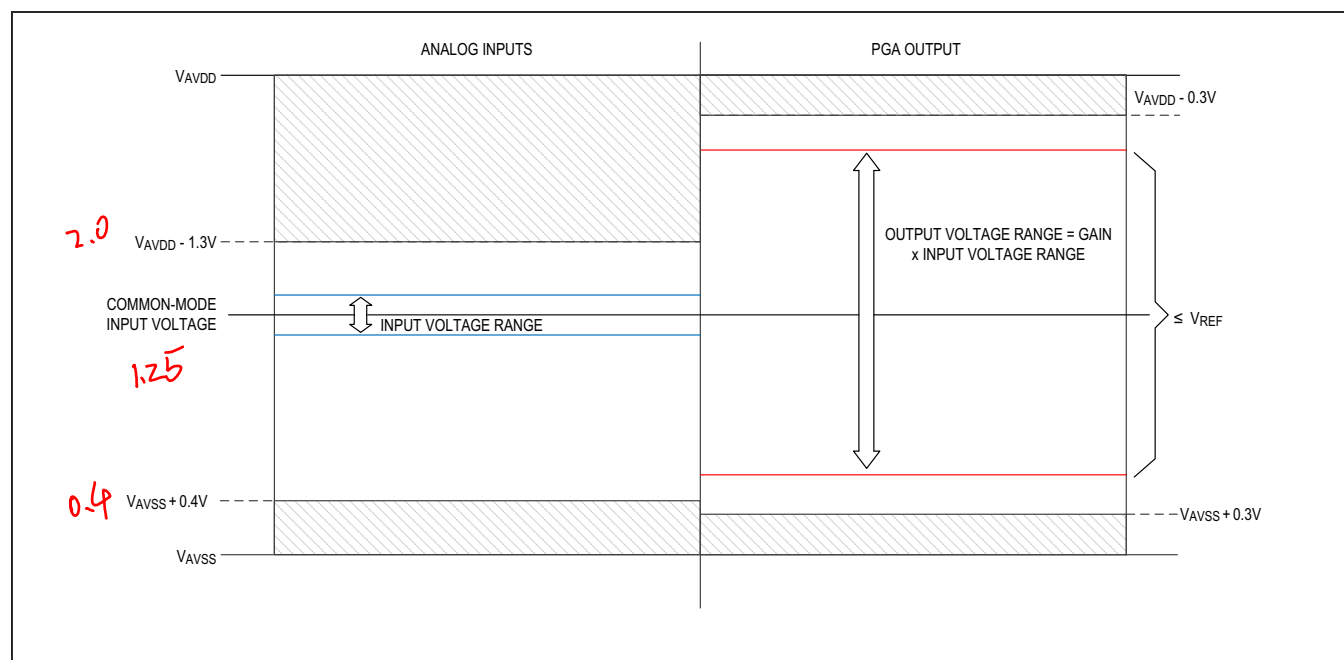 ANALOG INPUTS
PGA OUTPUT
VAVDD
VAVDD - 0.3V
2.0
VAVDD - 1.3V
OUTPUT VOLTAGE RANGE = GAIN
x INPUT VOLTAGE RANGE
COMMON-MODE
INPUT VOLTAGE
INPUT VOLTAGE RANGE
≤ VREF
1.25
0.4
VAVSS + 0.4V
VAVSS + 0.3V
VAVSS